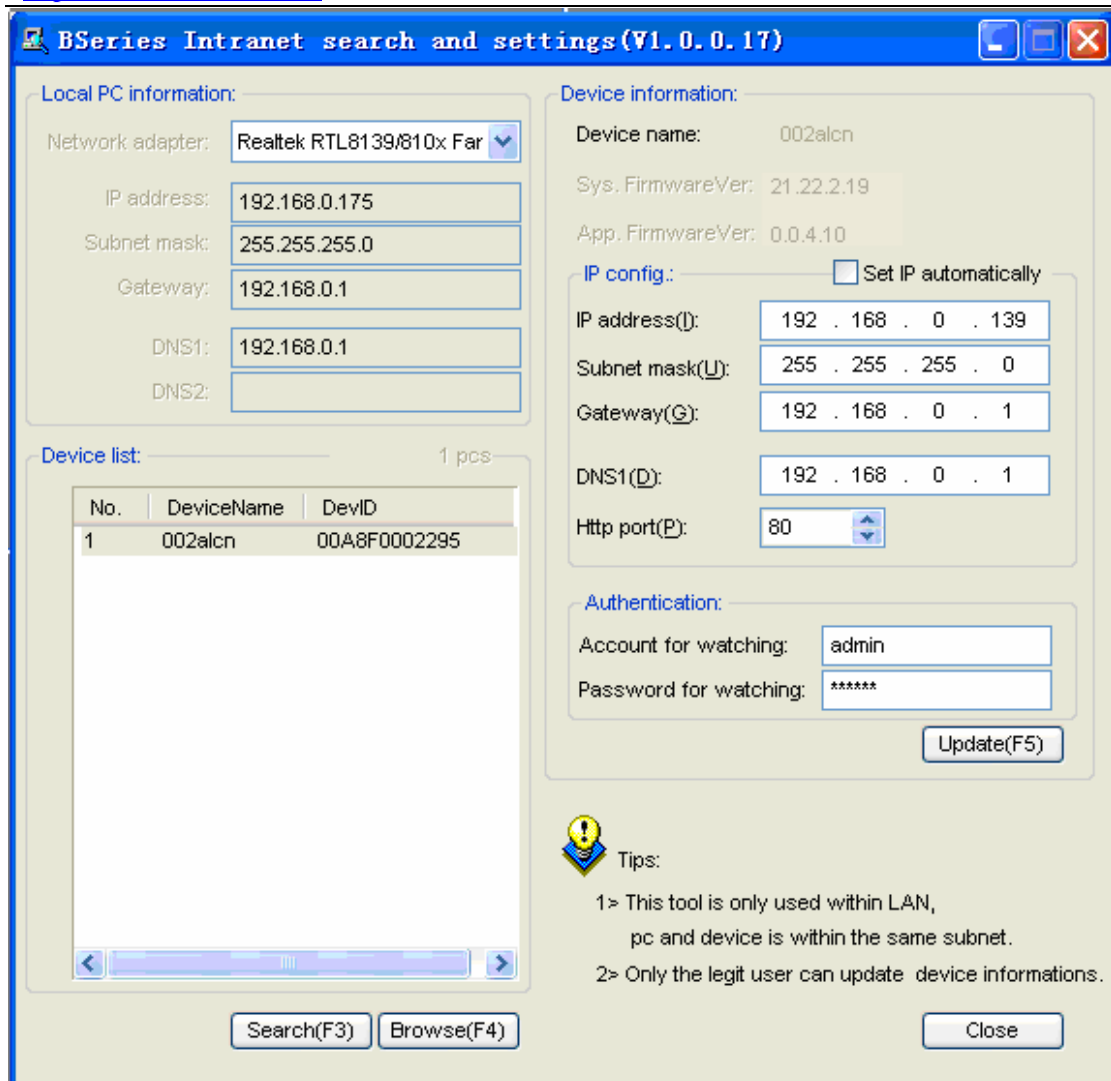 BSeries Intranet search and settings(V1.0.0.17)
Local PC information:
Network adapter: Realtek RTL8139/810x Far
IP address: 192.168.0.175
Subnet mask: 255.255.255.0
Gateway: 192.168.0.1
DNS1: 192.168.0.1
DNS2:
Device list: 1 pcs
No. DeviceName DevID
1 002alcn 00A8F0002295
Search(F3) Browse(F4)
Device information:
Device name: 002alcn
Sys. FirmwareVer: 21.22.2.19
App. FirmwareVer: 0.0.4.10
IP config.: Set IP automatically
IP address(I): 192 . 168 . 0 . 139
Subnet mask(U): 255 . 255 . 255 . 0
Gateway(G): 192 . 168 . 0 . 1
DNS1(D): 192 . 168 . 0 . 1
Http port(P): 80
Authentication:
Account for watching: admin
Password for watching: ******
Update(F5)
Tips:
1> This tool is only used within LAN,
pc and device is within the same subnet.
2> Only the legit user can update device informations.
Close